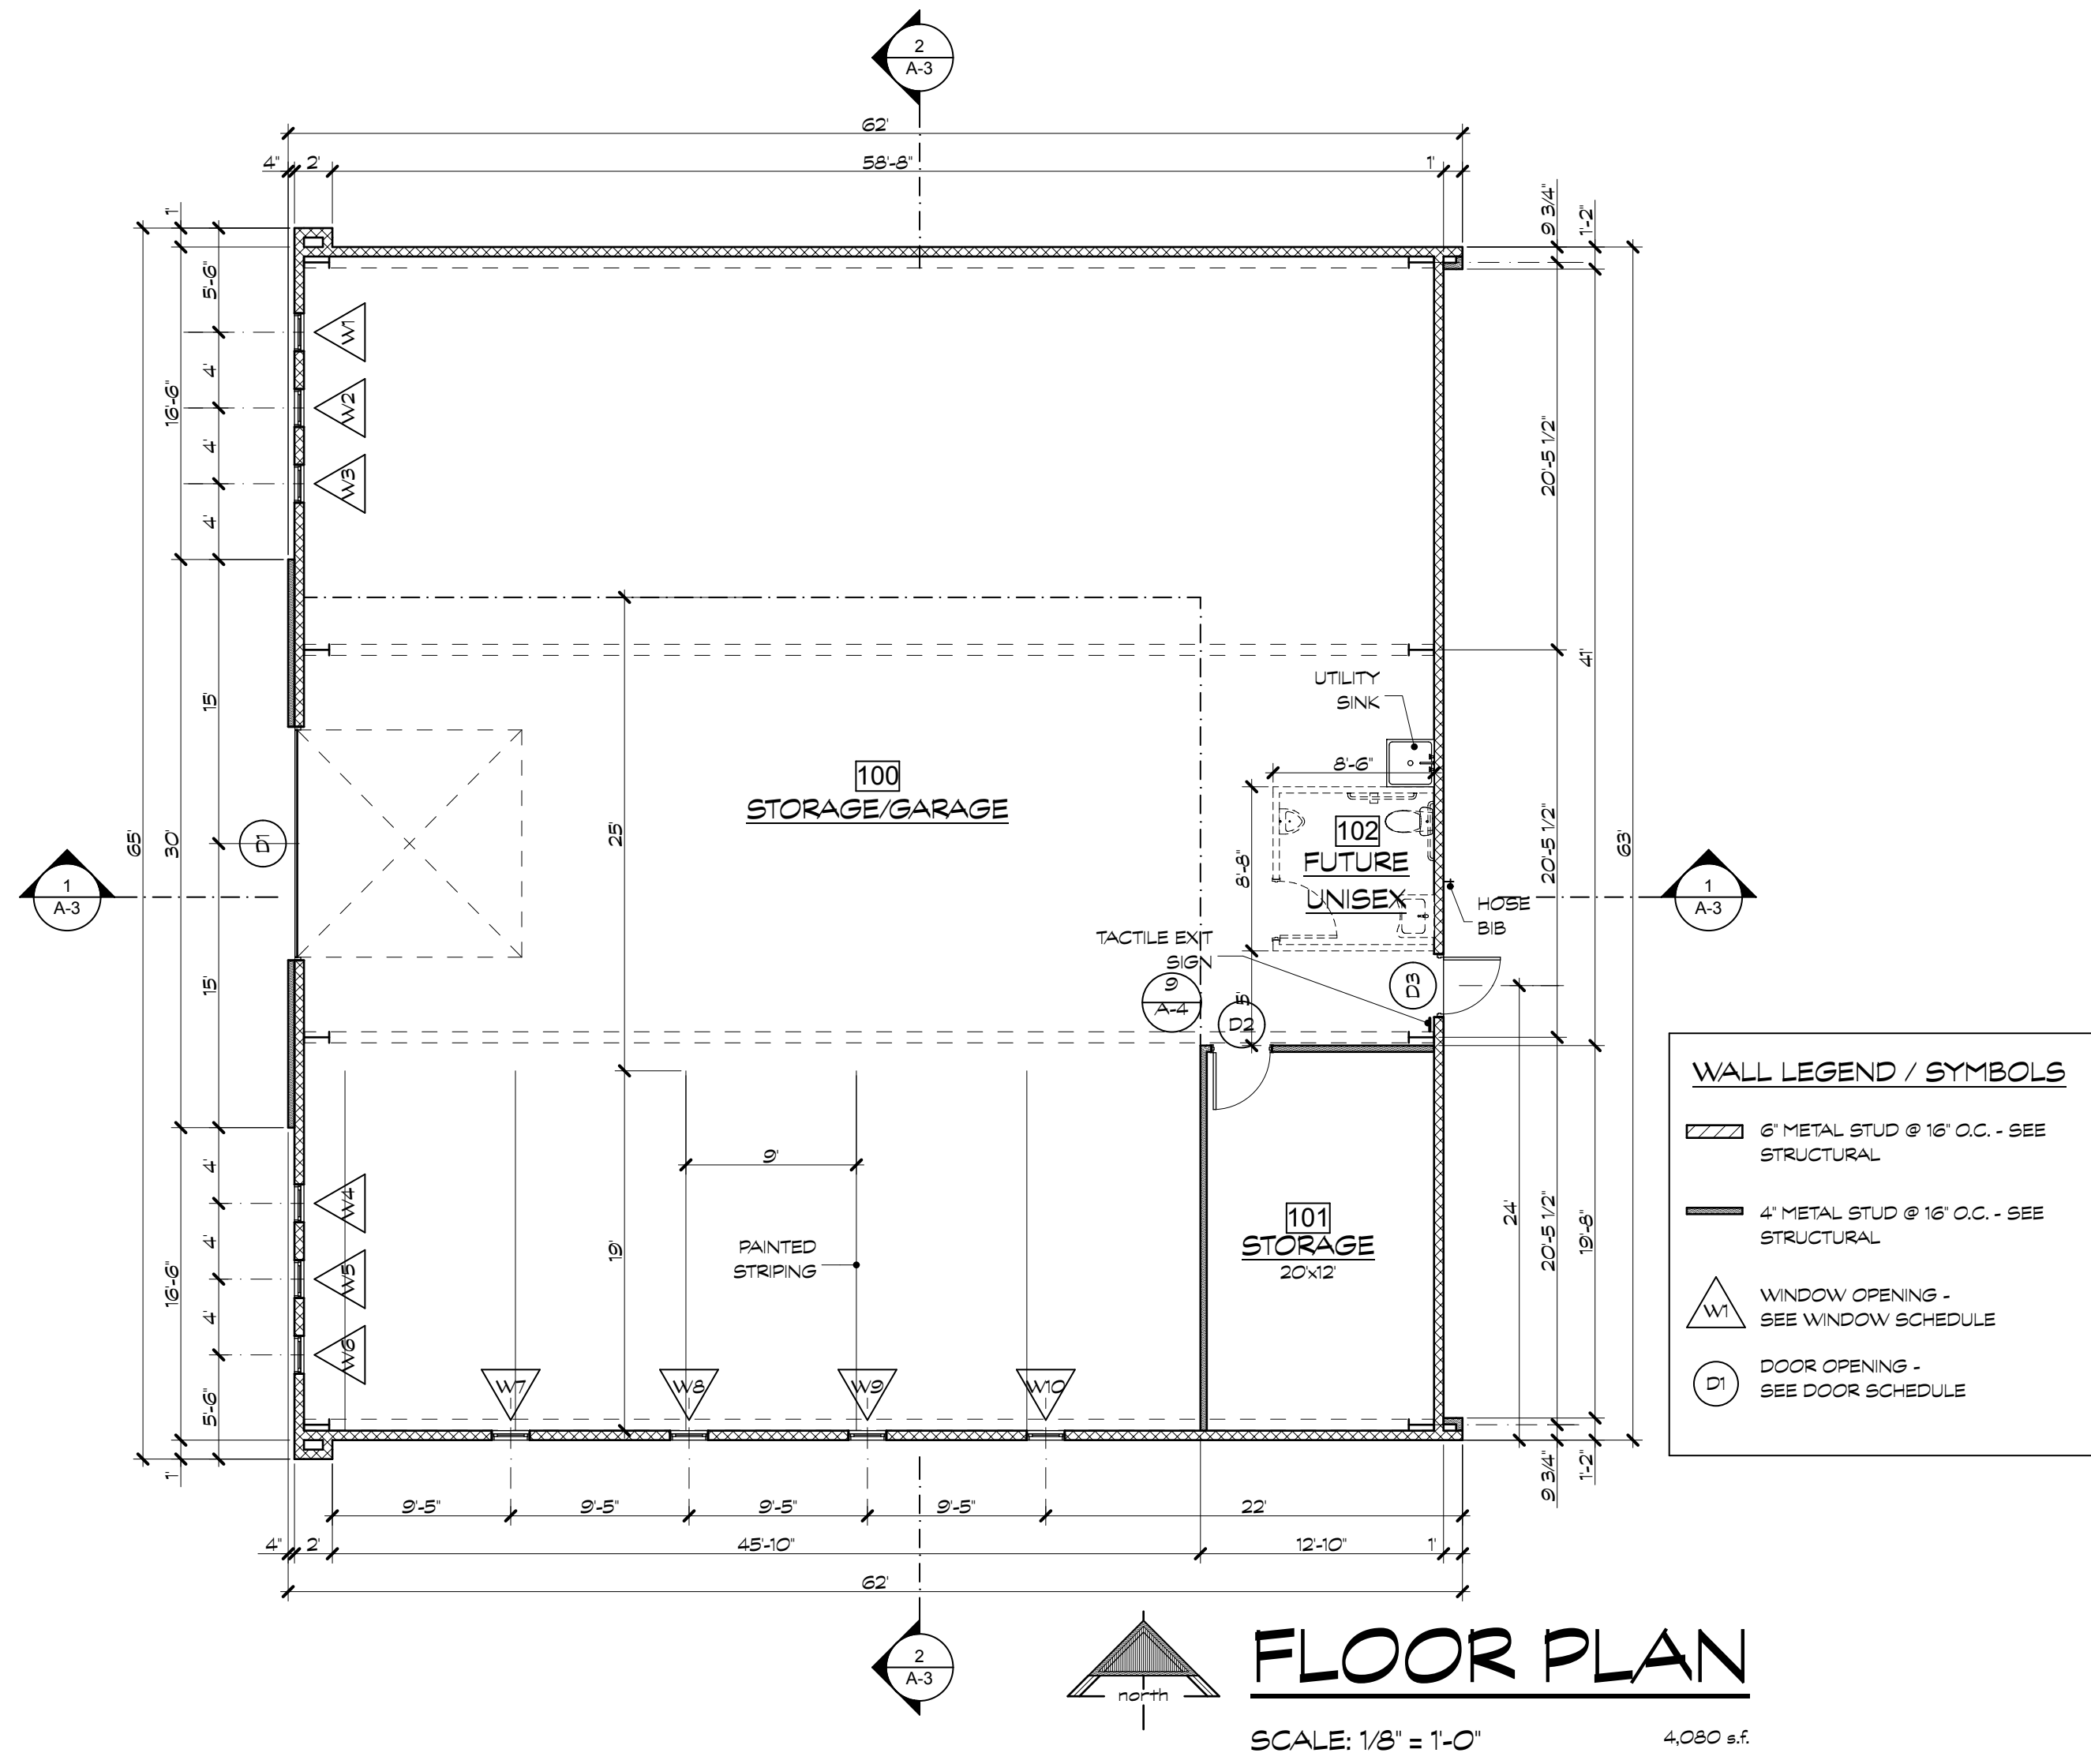 2
A-3
62'
4" 2' 58'-8" 1'
1'
9 3/4"
1'-2"
5'-6"
W1
4'
16'-6"
W2
4'
W3
20'-5 1/2"
4'
41'
UTILITY
SINK
15'
100
STORAGE/GARAGE
8'-6"
102
FUTURE
UNISEX
65'
30'
D1
25'
8'-8"
20'-5 1/2"
63'
1
A-3
1
A-3
HOSE
BIB
TACTILE EXIT
SIGN
15'
9
A-4
5'
D2
D3
WALL LEGEND / SYMBOLS
6" METAL STUD @ 16" O.C. - SEE
STRUCTURAL
4" METAL STUD @ 16" O.C. - SEE
STRUCTURAL
W1
WINDOW OPENING -
SEE WINDOW SCHEDULE
D1
DOOR OPENING -
SEE DOOR SCHEDULE
4'
9'
W4
4'
101
STORAGE
20'x12'
24'
20'-5 1/2"
19'-8"
PAINTED
STRIPING
19'
16'-6"
W5
4'
W6
5'-6"
W7
W8
W9
W10
1'
9 3/4"
1'-2"
9'-5" 9'-5" 9'-5" 9'-5" 22'
4" 2' 45'-10" 12'-10" 1'
62'
2
A-3
north
FLOOR PLAN
SCALE: 1/8" = 1'-0" 4,080 s.f.